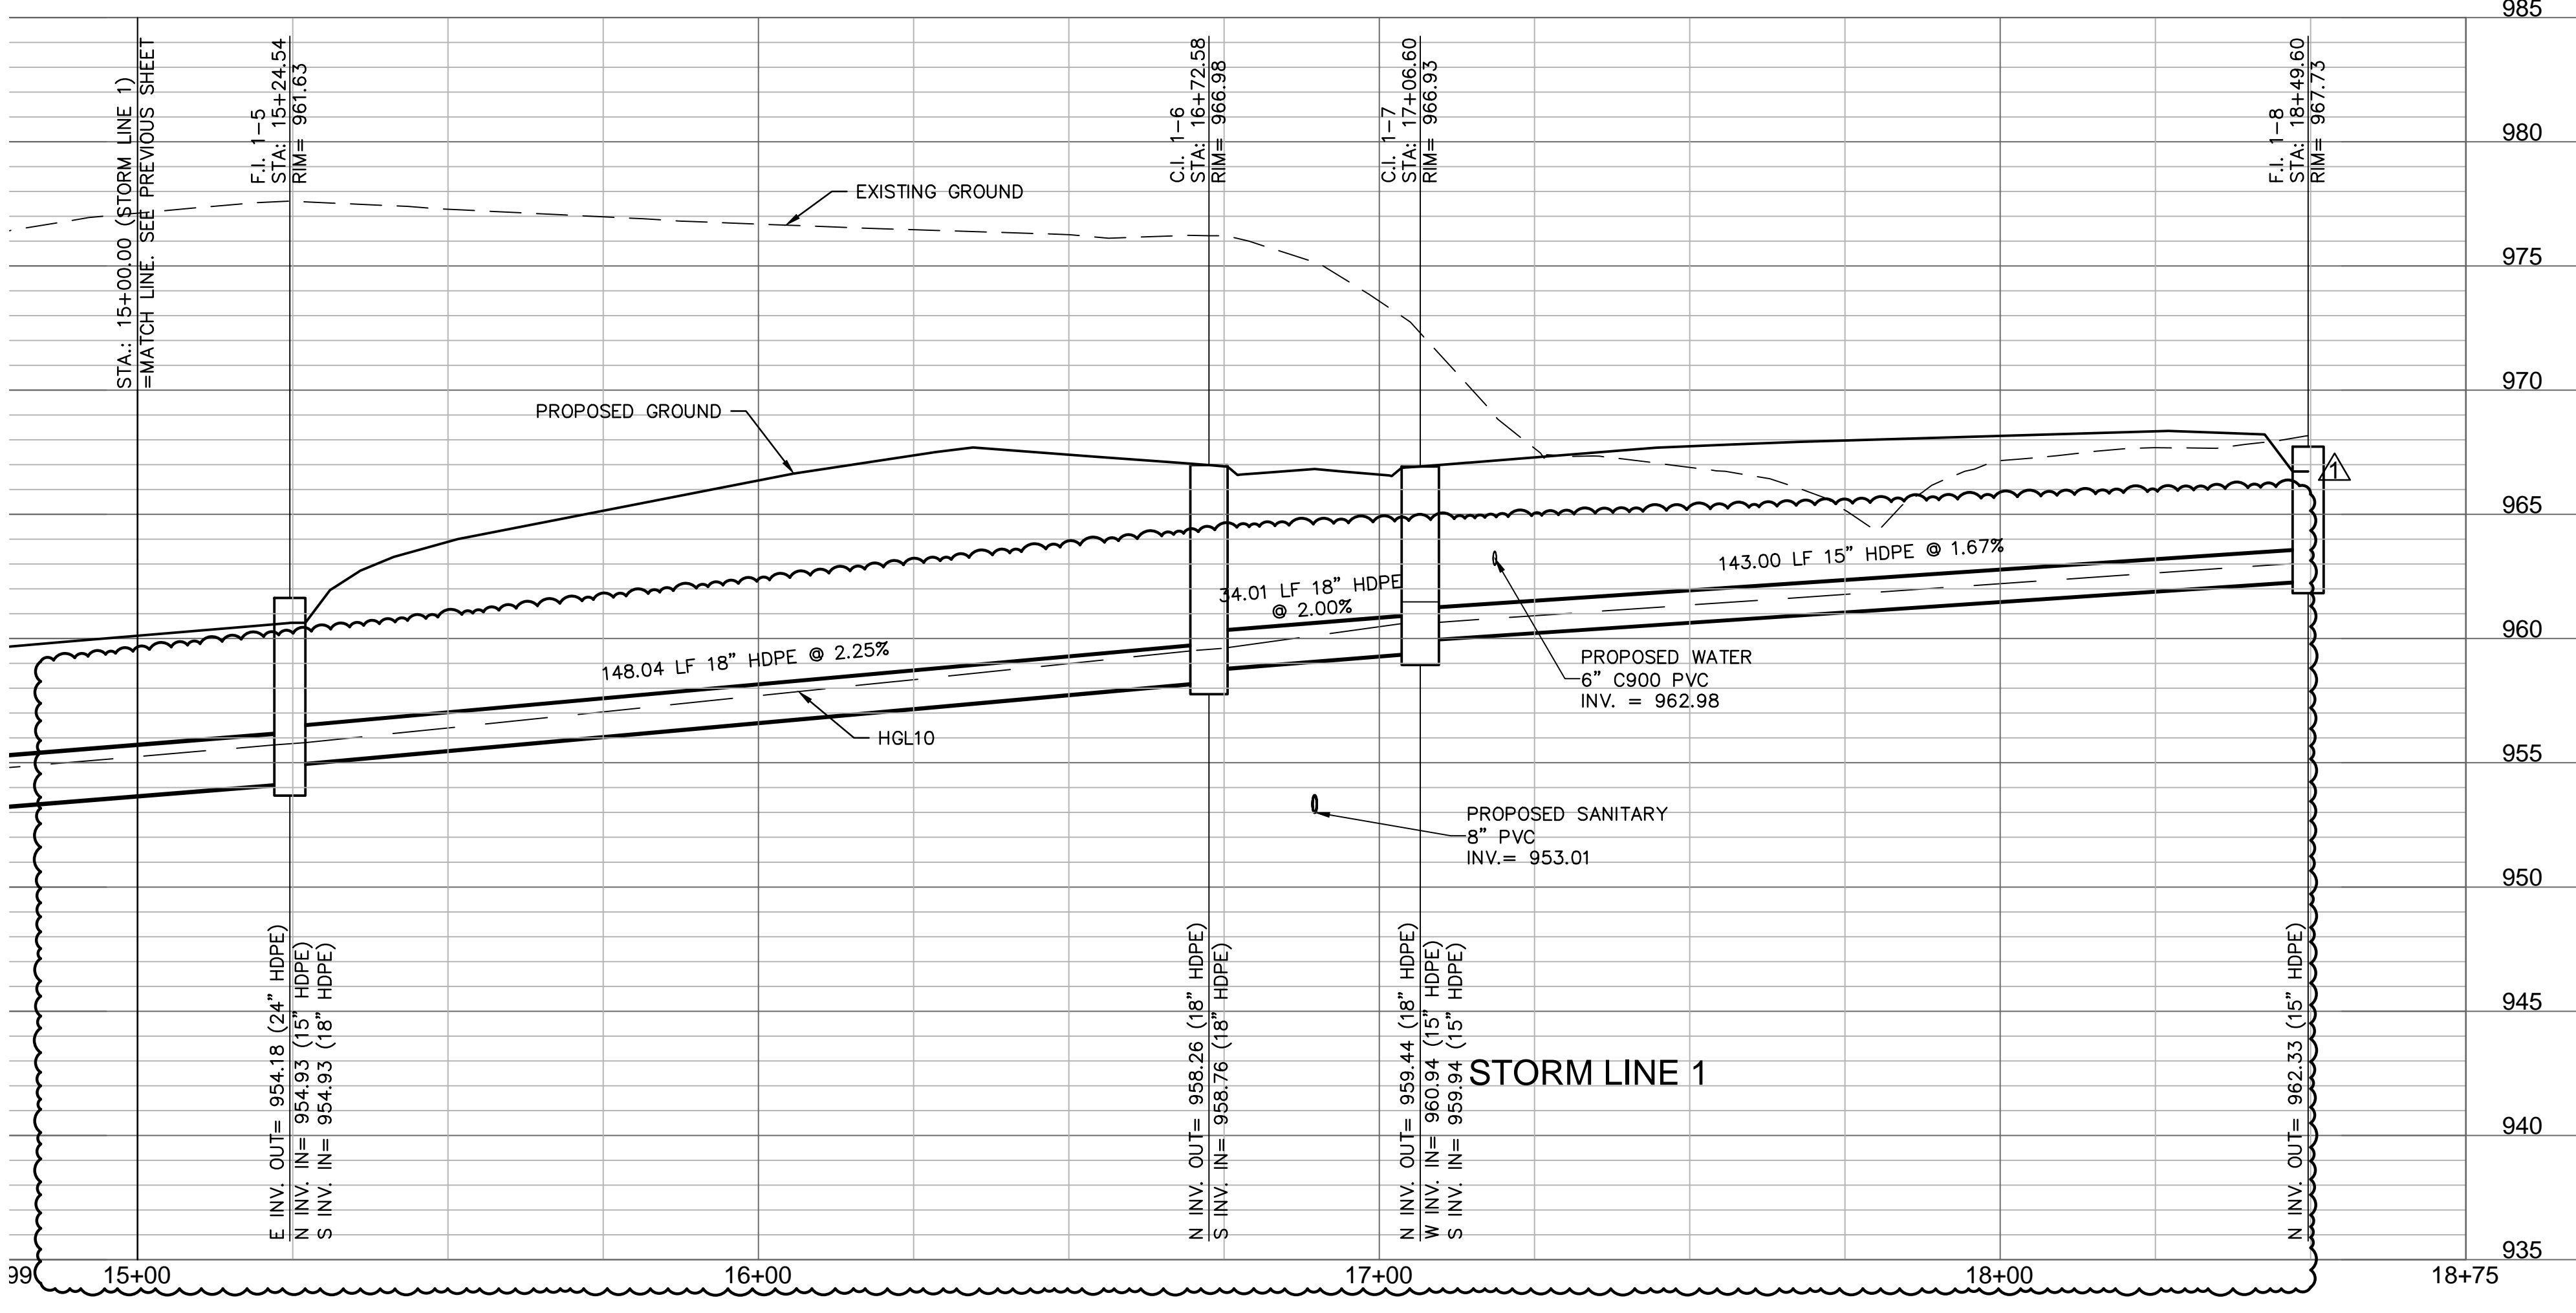 985
980
975
970
965
960
955
950
945
940
935
STA.: 15+00.00 (STORM LINE 1)
=MATCH LINE. SEE PREVIOUS SHEET
F.I. 1-5
STA: 15+24.54
RIM= 961.63
C.I. 1-6
STA: 16+72.58
RIM= 966.98
C.I. 1-7
STA: 17+06.60
RIM= 966.93
F.I. 1-8
STA: 18+49.60
RIM= 967.73
EXISTING GROUND
PROPOSED GROUND
1
143.00 LF 15" HDPE @ 1.67%
34.01 LF 18" HDPE
@ 2.00%
148.04 LF 18" HDPE @ 2.25%
PROPOSED WATER
6" C900 PVC
INV. = 962.98
HGL10
PROPOSED SANITARY
8" PVC
INV.= 953.01
E INV. OUT= 954.18 (24" HDPE)
N INV. IN= 954.93 (15" HDPE)
S INV. IN= 954.93 (18" HDPE)
N INV. OUT= 958.26 (18" HDPE)
S INV. IN= 958.76 (18" HDPE)
N INV. OUT= 959.44 (18" HDPE)
W INV. IN= 960.94 (15" HDPE)
S INV. IN= 959.94 (15" HDPE)
N INV. OUT= 962.33 (15" HDPE)
STORM LINE 1
99
15+00
16+00
17+00
18+00
18+75